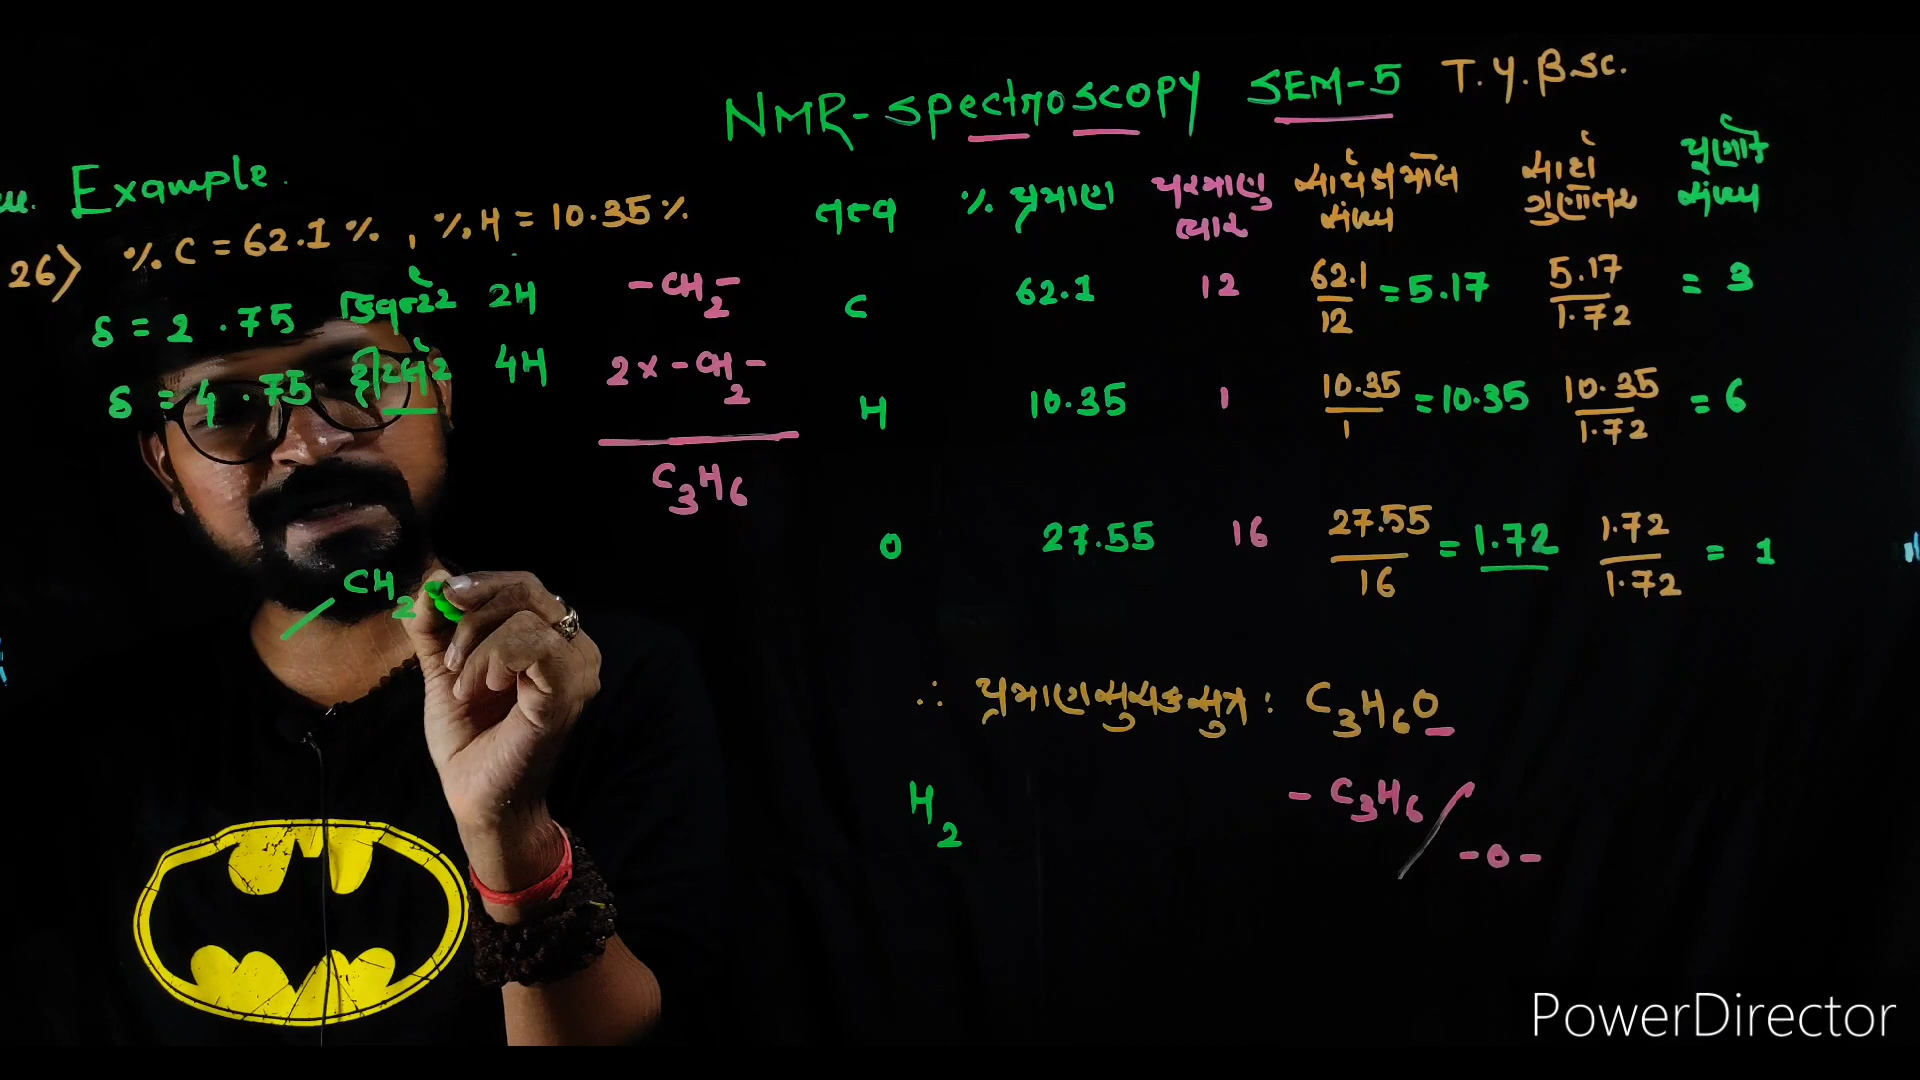 NMR-Spectroscopy SEM-5 T.Y.BSc.
Example.
26) % C = 62.1 % , % H = 10.35 %
δ = 2.75 2H -CH2-
δ = 4.75 4H 2 x -CH2-
C3H6
CH2
તત્વ % પ્રમાણ પરમાણુ ભાર સંખ્યા સાદો ગુણોત્તર સંખ્યા
C 62.1 12 62.1/12 = 5.17 5.17/1.72 = 3
H 10.35 1 10.35/1 = 10.35 10.35/1.72 = 6
O 27.55 16 27.55/16 = 1.72 1.72/1.72 = 1
∴ પ્રમાણસુચકસુત્ર : C3H6O
H2 - C3H6 /
-O-
PowerDirector